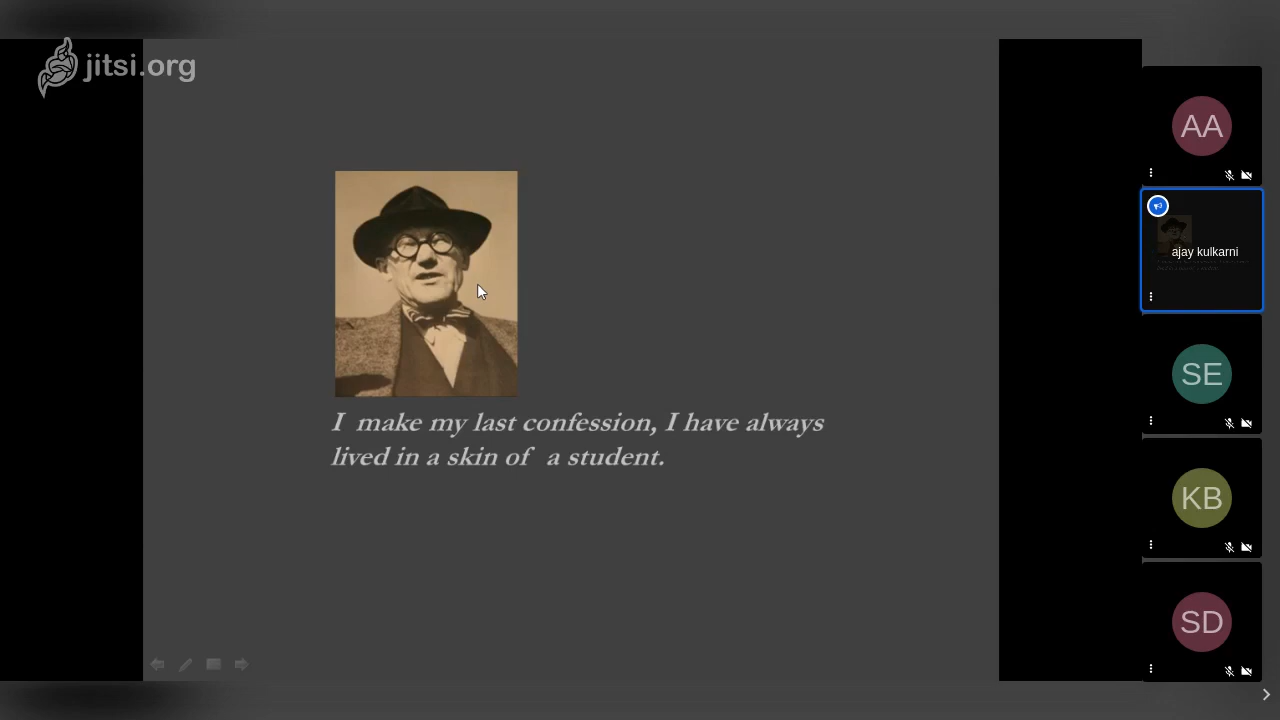 jitsi.org
AA
ajay kulkarni
SE
KB
SD
I make my last confession, I have always
lived in a skin of a student.